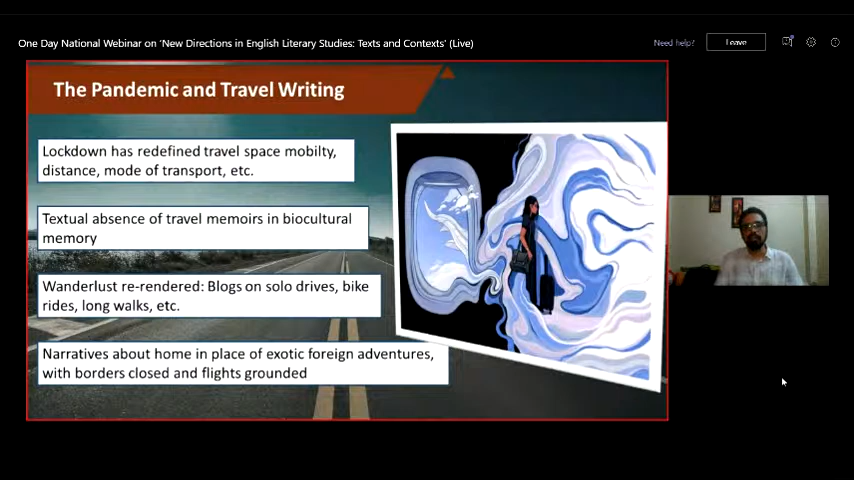 One Day National Webinar on 'New Directions in English Literary Studies: Texts and Contexts' (Live)
Need help?
Leave
The Pandemic and Travel Writing
Lockdown has redefined travel space mobilty,
distance, mode of transport, etc.
Textual absence of travel memoirs in biocultural
memory
Wanderlust re-rendered: Blogs on solo drives, bike
rides, long walks, etc.
Narratives about home in place of exotic foreign adventures,
with borders closed and flights grounded